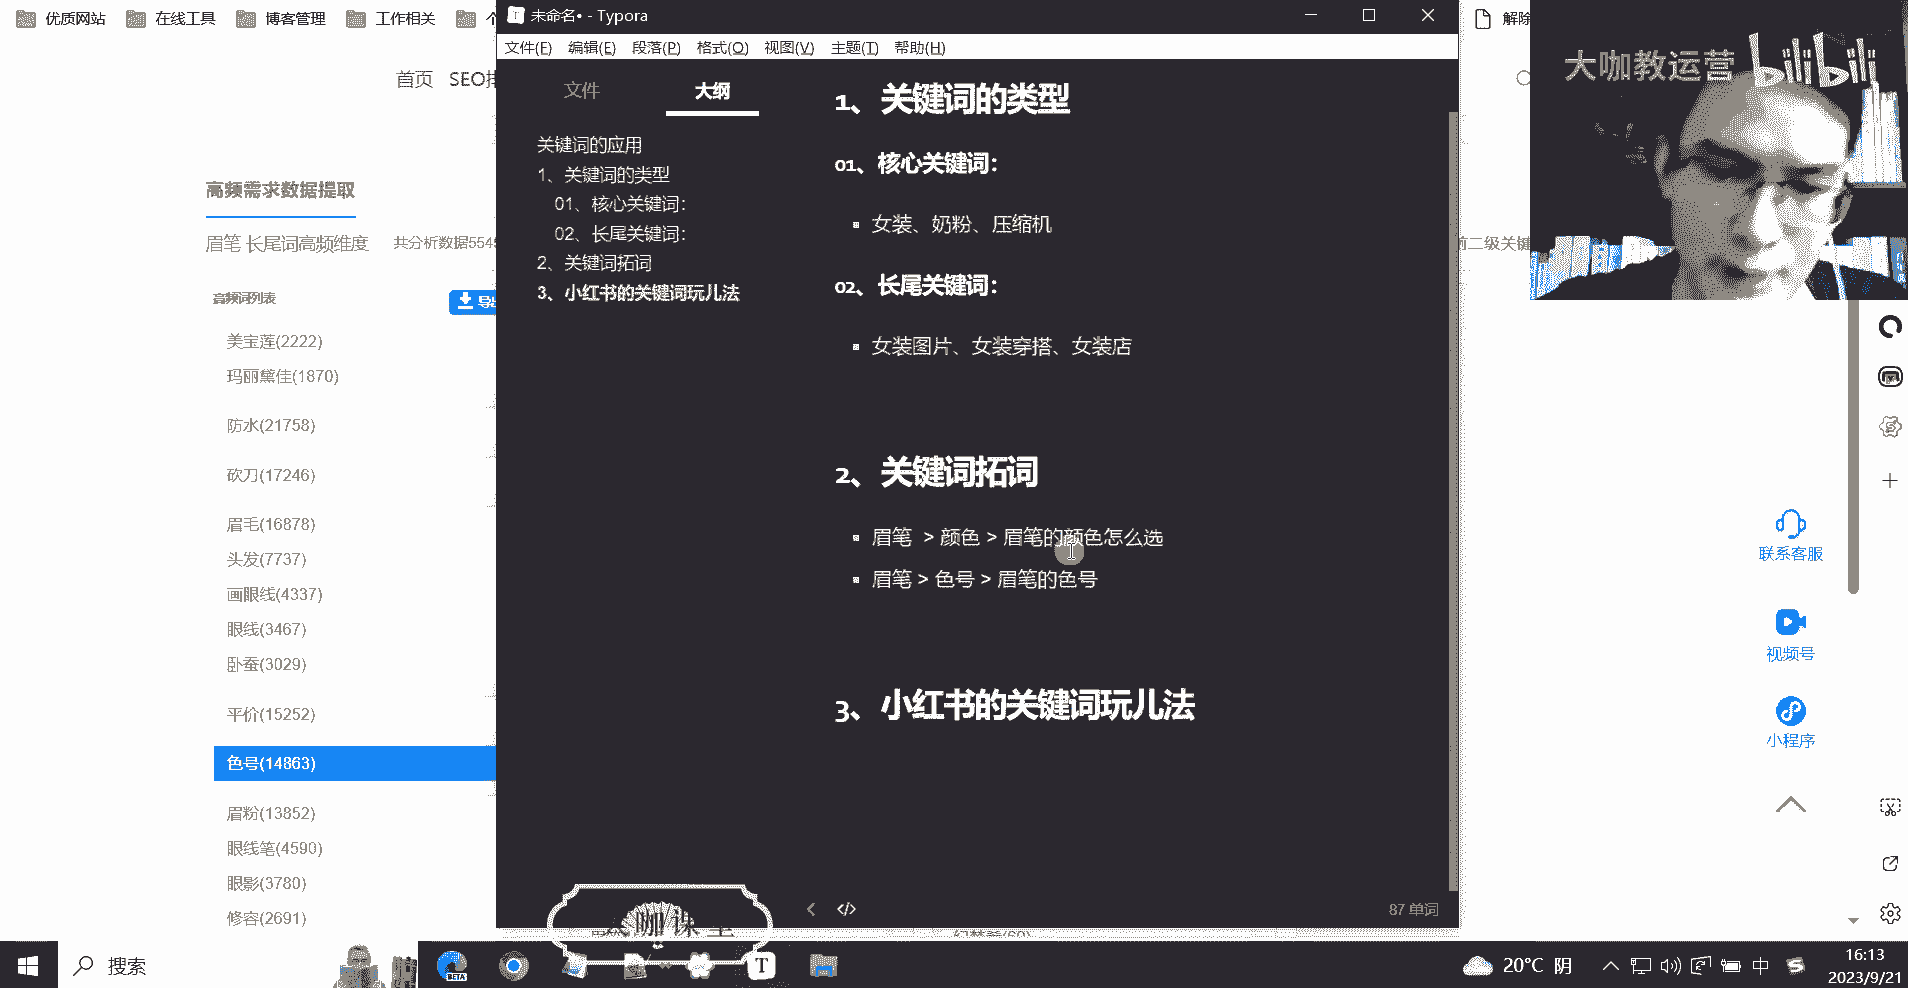 优质网站
在线工具
博客管理
工作相关
未命名• - Typora
解除
文件(F) 编辑(E) 段落(P) 格式(O) 视图(V) 主题(T) 帮助(H)
大咖教运营 bilibili
首页 SEO
文件
大纲
关键词的应用
1、关键词的类型
01、核心关键词：
02、长尾关键词：
2、关键词拓词
3、小红书的关键词玩儿法
1、关键词的类型
01、核心关键词：
女装、奶粉、压缩机
02、长尾关键词：
女装图片、女装穿搭、女装店
2、关键词拓词
眉笔 > 颜色 > 眉笔的颜色怎么选
眉笔 > 色号 > 眉笔的色号
3、小红书的关键词玩儿法
87 单词
高频需求数据提取
眉笔 长尾词高频维度
共分析数据5545
前二级关键
高频词列表
美宝莲(2222)
玛丽黛佳(1870)
防水(21758)
砍刀(17246)
眉毛(16878)
头发(7737)
画眼线(4337)
眼线(3467)
卧蚕(3029)
平价(15252)
色号(14863)
眉粉(13852)
眼线笔(4590)
眼影(3780)
修容(2691)
联系客服
视频号
小程序
大咖课堂
搜索
BETA
T
20°C 阴
中
16:13
2023/9/21